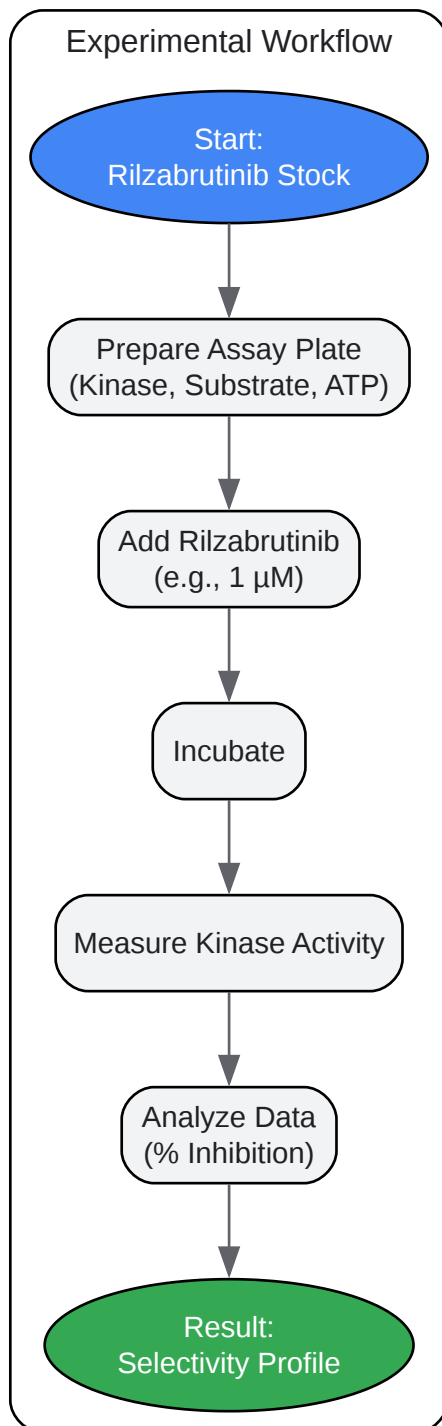 Experimental Workflow
Start:
Rilzabrutinib Stock
Prepare Assay Plate
(Kinase, Substrate, ATP)
Add Rilzabrutinib
(e.g., 1 µM)
Incubate
Measure Kinase Activity
Analyze Data
(% Inhibition)
Result:
Selectivity Profile